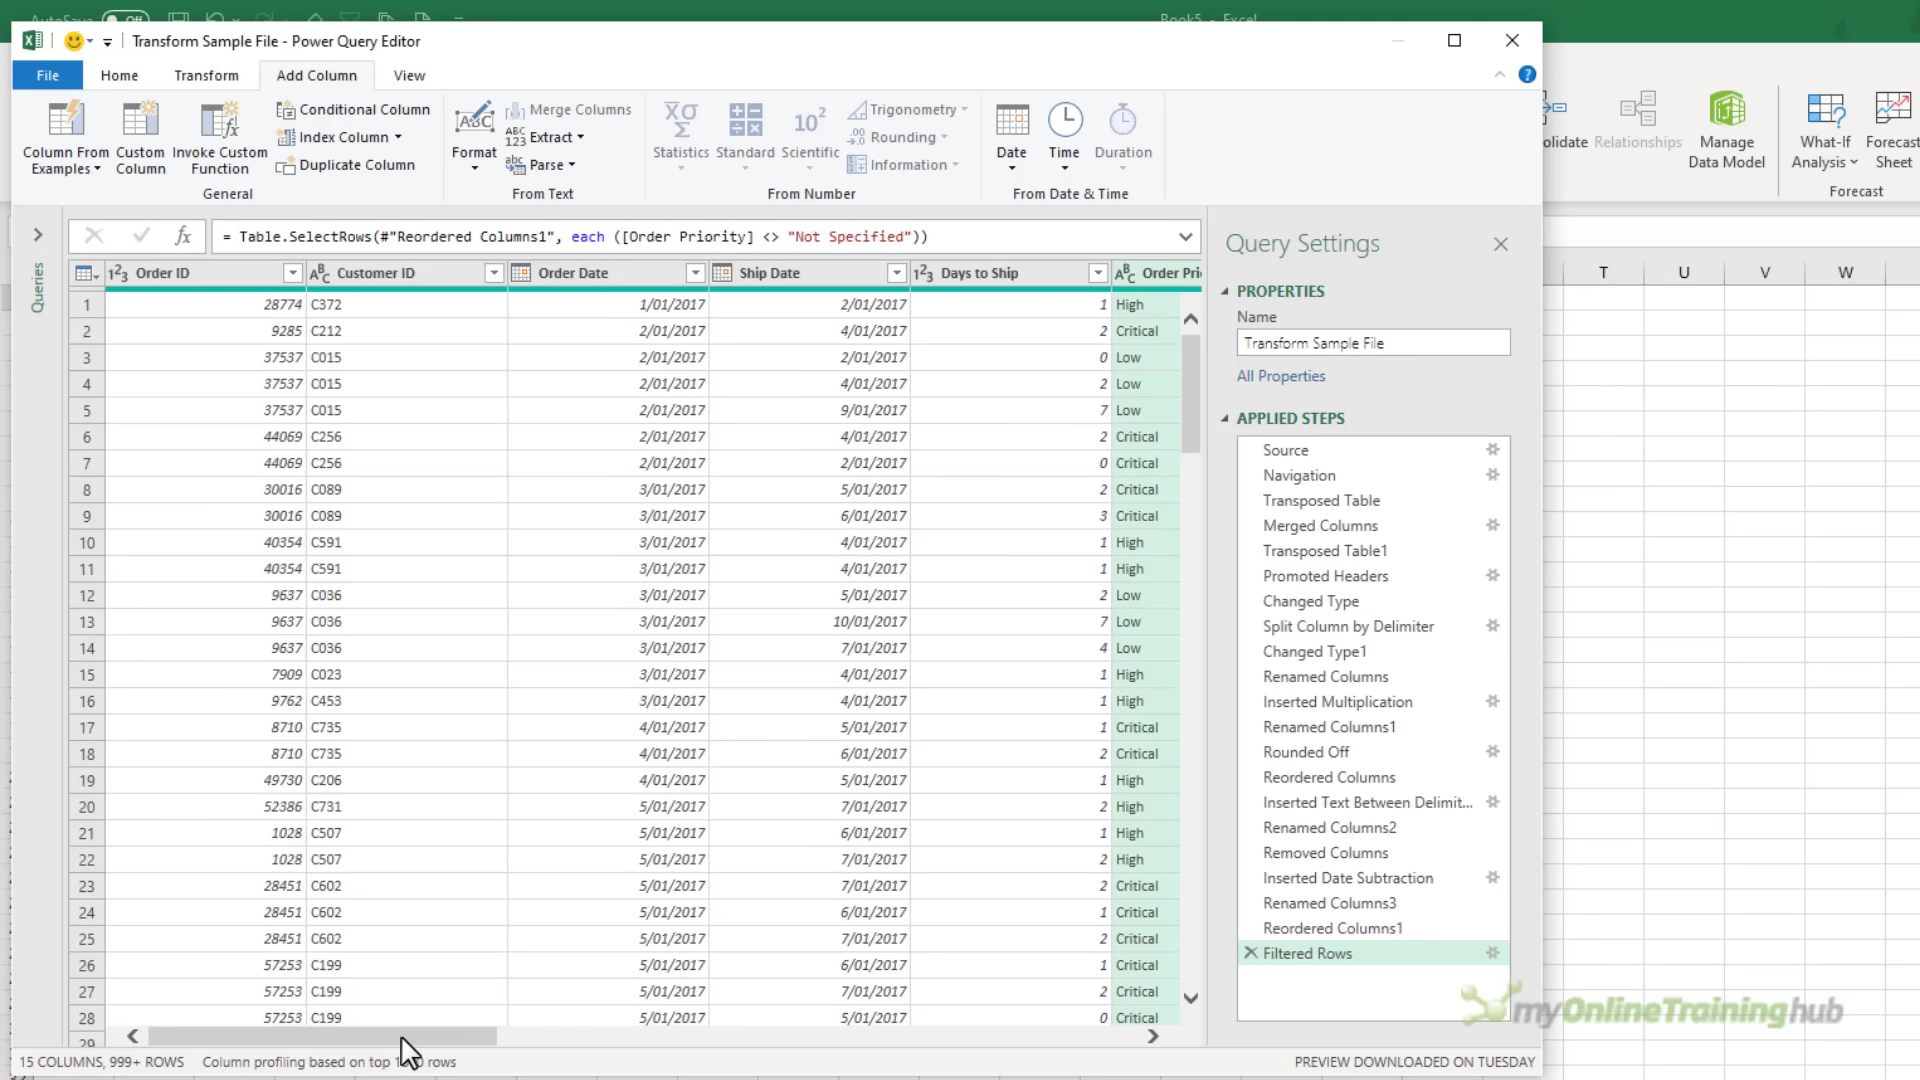 AutoSave Off
Book5 - Excel
Transform Sample File - Power Query Editor
File Home Transform Add Column View
Column From Examples
Custom Column
Invoke Custom Function
Conditional Column
Index Column
Duplicate Column
General
Format
Merge Columns
Extract
Parse
From Text
Statistics
Standard
Scientific
Trigonometry
Rounding
Information
From Number
Date
Time
Duration
From Date & Time
olidate
Relationships
Manage Data Model
What-If Analysis
Forecast Sheet
Forecast
Queries
fx = Table.SelectRows(#"Reordered Columns1", each ([Order Priority] <> "Not Specified"))
Order ID Customer ID Order Date Ship Date Days to Ship Order Pri
1 28774 C372 1/01/2017 2/01/2017 1 High
2 9285 C212 2/01/2017 4/01/2017 2 Critical
3 37537 C015 2/01/2017 2/01/2017 0 Low
4 37537 C015 2/01/2017 4/01/2017 2 Low
5 37537 C015 2/01/2017 9/01/2017 7 Low
6 44069 C256 2/01/2017 4/01/2017 2 Critical
7 44069 C256 2/01/2017 2/01/2017 0 Critical
8 30016 C089 3/01/2017 5/01/2017 2 Critical
9 30016 C089 3/01/2017 6/01/2017 3 Critical
10 40354 C591 3/01/2017 4/01/2017 1 High
11 40354 C591 3/01/2017 4/01/2017 1 High
12 9637 C036 3/01/2017 5/01/2017 2 Low
13 9637 C036 3/01/2017 10/01/2017 7 Low
14 9637 C036 3/01/2017 7/01/2017 4 Low
15 7909 C023 3/01/2017 4/01/2017 1 High
16 9762 C453 3/01/2017 4/01/2017 1 High
17 8710 C735 4/01/2017 5/01/2017 1 Critical
18 8710 C735 4/01/2017 6/01/2017 2 Critical
19 49730 C206 4/01/2017 5/01/2017 1 High
20 52386 C731 5/01/2017 7/01/2017 2 High
21 1028 C507 5/01/2017 6/01/2017 1 High
22 1028 C507 5/01/2017 7/01/2017 2 High
23 28451 C602 5/01/2017 7/01/2017 2 Critical
24 28451 C602 5/01/2017 6/01/2017 1 Critical
25 28451 C602 5/01/2017 7/01/2017 2 Critical
26 57253 C199 5/01/2017 6/01/2017 1 Critical
27 57253 C199 5/01/2017 7/01/2017 2 Critical
28 57253 C199 5/01/2017 5/01/2017 0 Critical
29
Query Settings
PROPERTIES
Name
Transform Sample File
All Properties
APPLIED STEPS
Source
Navigation
Transposed Table
Merged Columns
Transposed Table1
Promoted Headers
Changed Type
Split Column by Delimiter
Changed Type1
Renamed Columns
Inserted Multiplication
Renamed Columns1
Rounded Off
Reordered Columns
Inserted Text Between Delimit...
Renamed Columns2
Removed Columns
Inserted Date Subtraction
Renamed Columns3
Reordered Columns1
Filtered Rows
T U V W
myOnlineTraininghub
15 COLUMNS, 999+ ROWS Column profiling based on top rows
PREVIEW DOWNLOADED ON TUESDAY